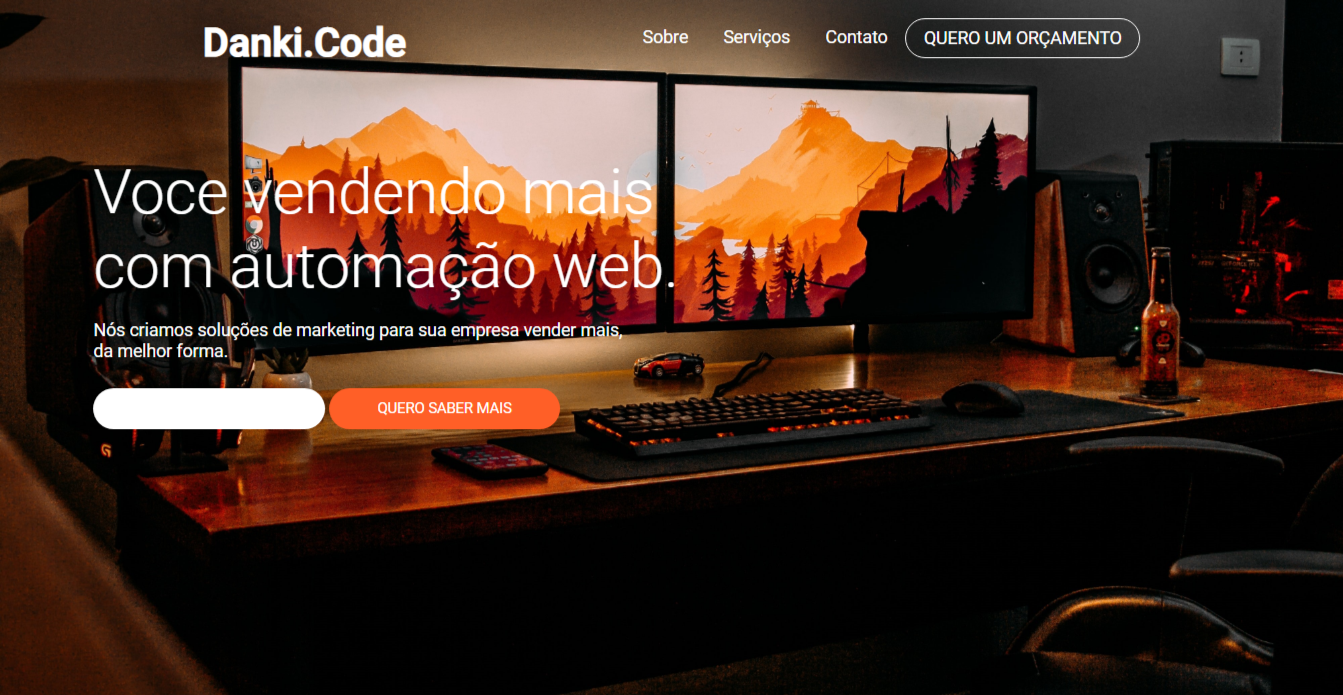 Danki.Code
Sobre Serviços Contato QUERO UM ORÇAMENTO
Voce vendendo mais
com automação web.
Nós criamos soluções de marketing para sua empresa vender mais,
da melhor forma.
QUERO SABER MAIS